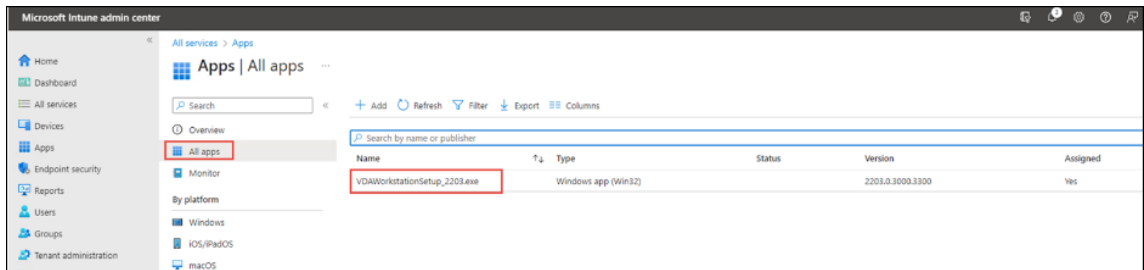 Microsoft Intune admin center
All services > Apps
Home
Dashboard
All services
Devices
Apps
Endpoint security
Reports
Users
Groups
Tenant administration
Apps | All apps
Search
Overview
All apps
Monitor
By platform
Windows
iOS/iPadOS
macOS
Add Refresh Filter Export Columns
Search by name or publisher
Name Type Status Version Assigned
VDAWorkstationSetup_2203.exe Windows app (Win32) 2203.0.3000.3300 Yes